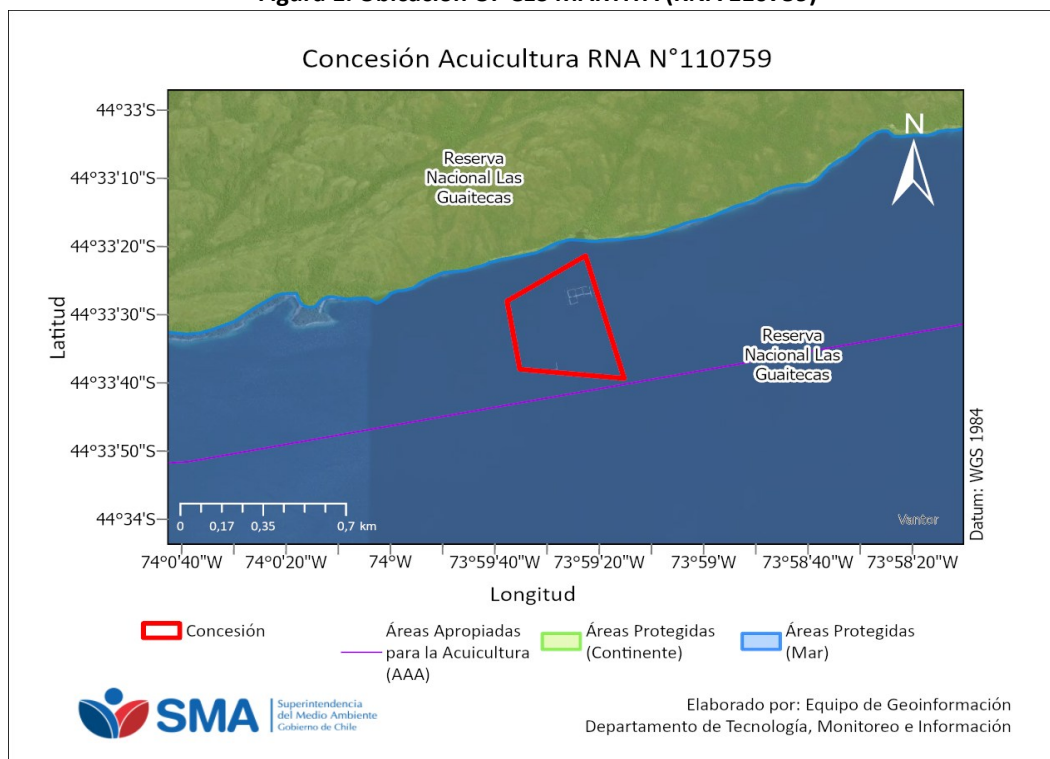 Concesión Acuicultura RNA N°110759
44°33'S
44°33'10"S
44°33'20"S
44°33'30"S
44°33'40"S
44°33'50"S
44°34'S
Latitud
Reserva
Nacional Las
Guaitecas
N
Reserva
Nacional Las
Guaitecas
0 0,17 0,35 0,7 km
Vantor
Datum: WGS 1984
74°0'40"W 74°0'20"W 74°W 73°59'40"W 73°59'20"W 73°59'W 73°58'40"W 73°58'20"W
Longitud
Concesión
Áreas Apropiadas
para la Acuicultura
(AAA)
Áreas Protegidas
(Continente)
Áreas Protegidas
(Mar)
SMA
Superintendencia
del Medio Ambiente
Gobierno de Chile
Elaborado por: Equipo de Geoinformación
Departamento de Tecnología, Monitoreo e Información